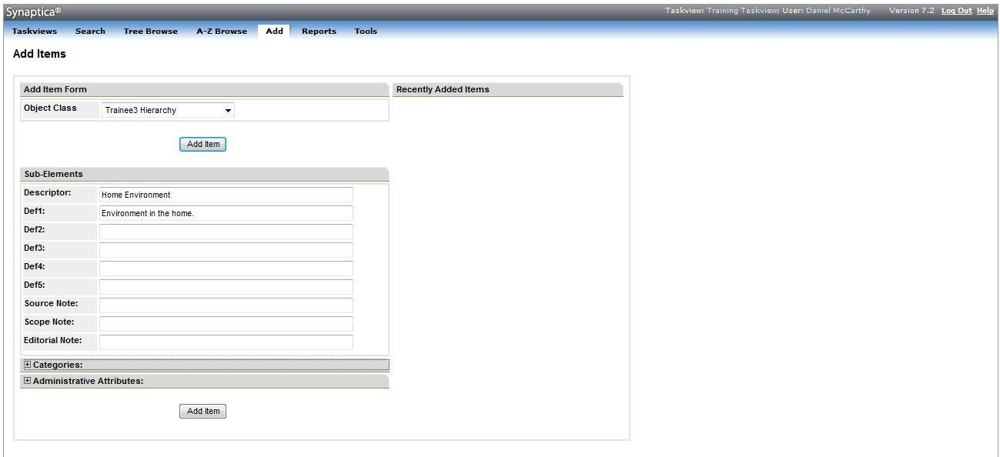 Synaptica® Taskview: Training Taskview; User: Daniel McCarthy Version 7.2 Log Out Help
Taskviews Search Tree Browse A-Z Browse Add Reports Tools
Add Items
Add Item Form Recently Added Items
Object Class Trainee3 Hierarchy
Add Item
Sub-Elements
Descriptor: Home Environment
Def1: Environment in the home.
Def2:
Def3:
Def4:
Def5:
Source Note:
Scope Note:
Editorial Note:
Categories:
Administrative Attributes:
Add Item